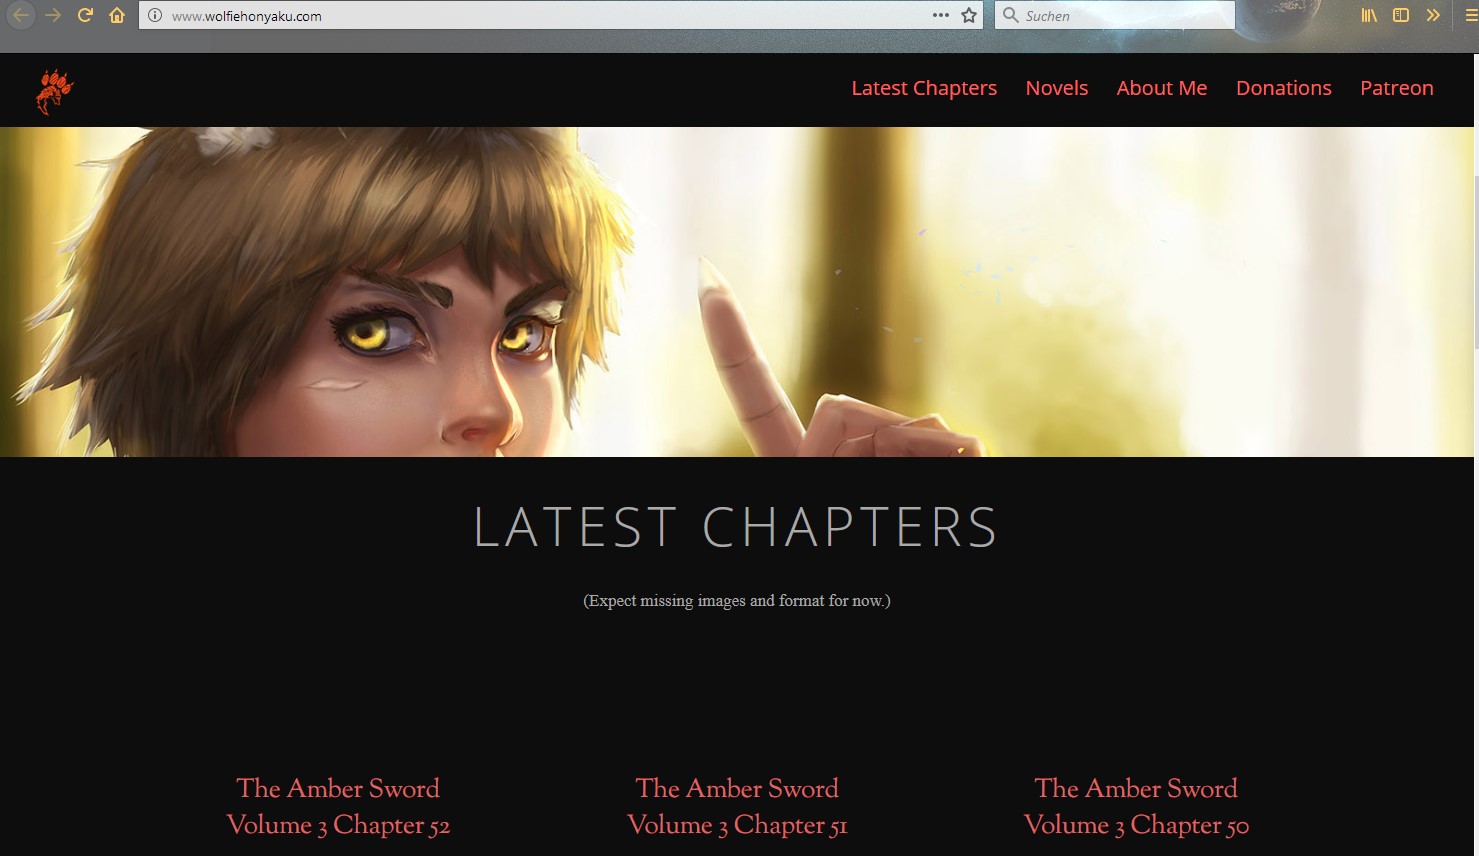 www.wolfiehonyaku.com
Suchen
Latest Chapters Novels About Me Donations Patreon
LATEST CHAPTERS
(Expect missing images and format for now.)
The Amber Sword
Volume 3 Chapter 52
The Amber Sword
Volume 3 Chapter 51
The Amber Sword
Volume 3 Chapter 50